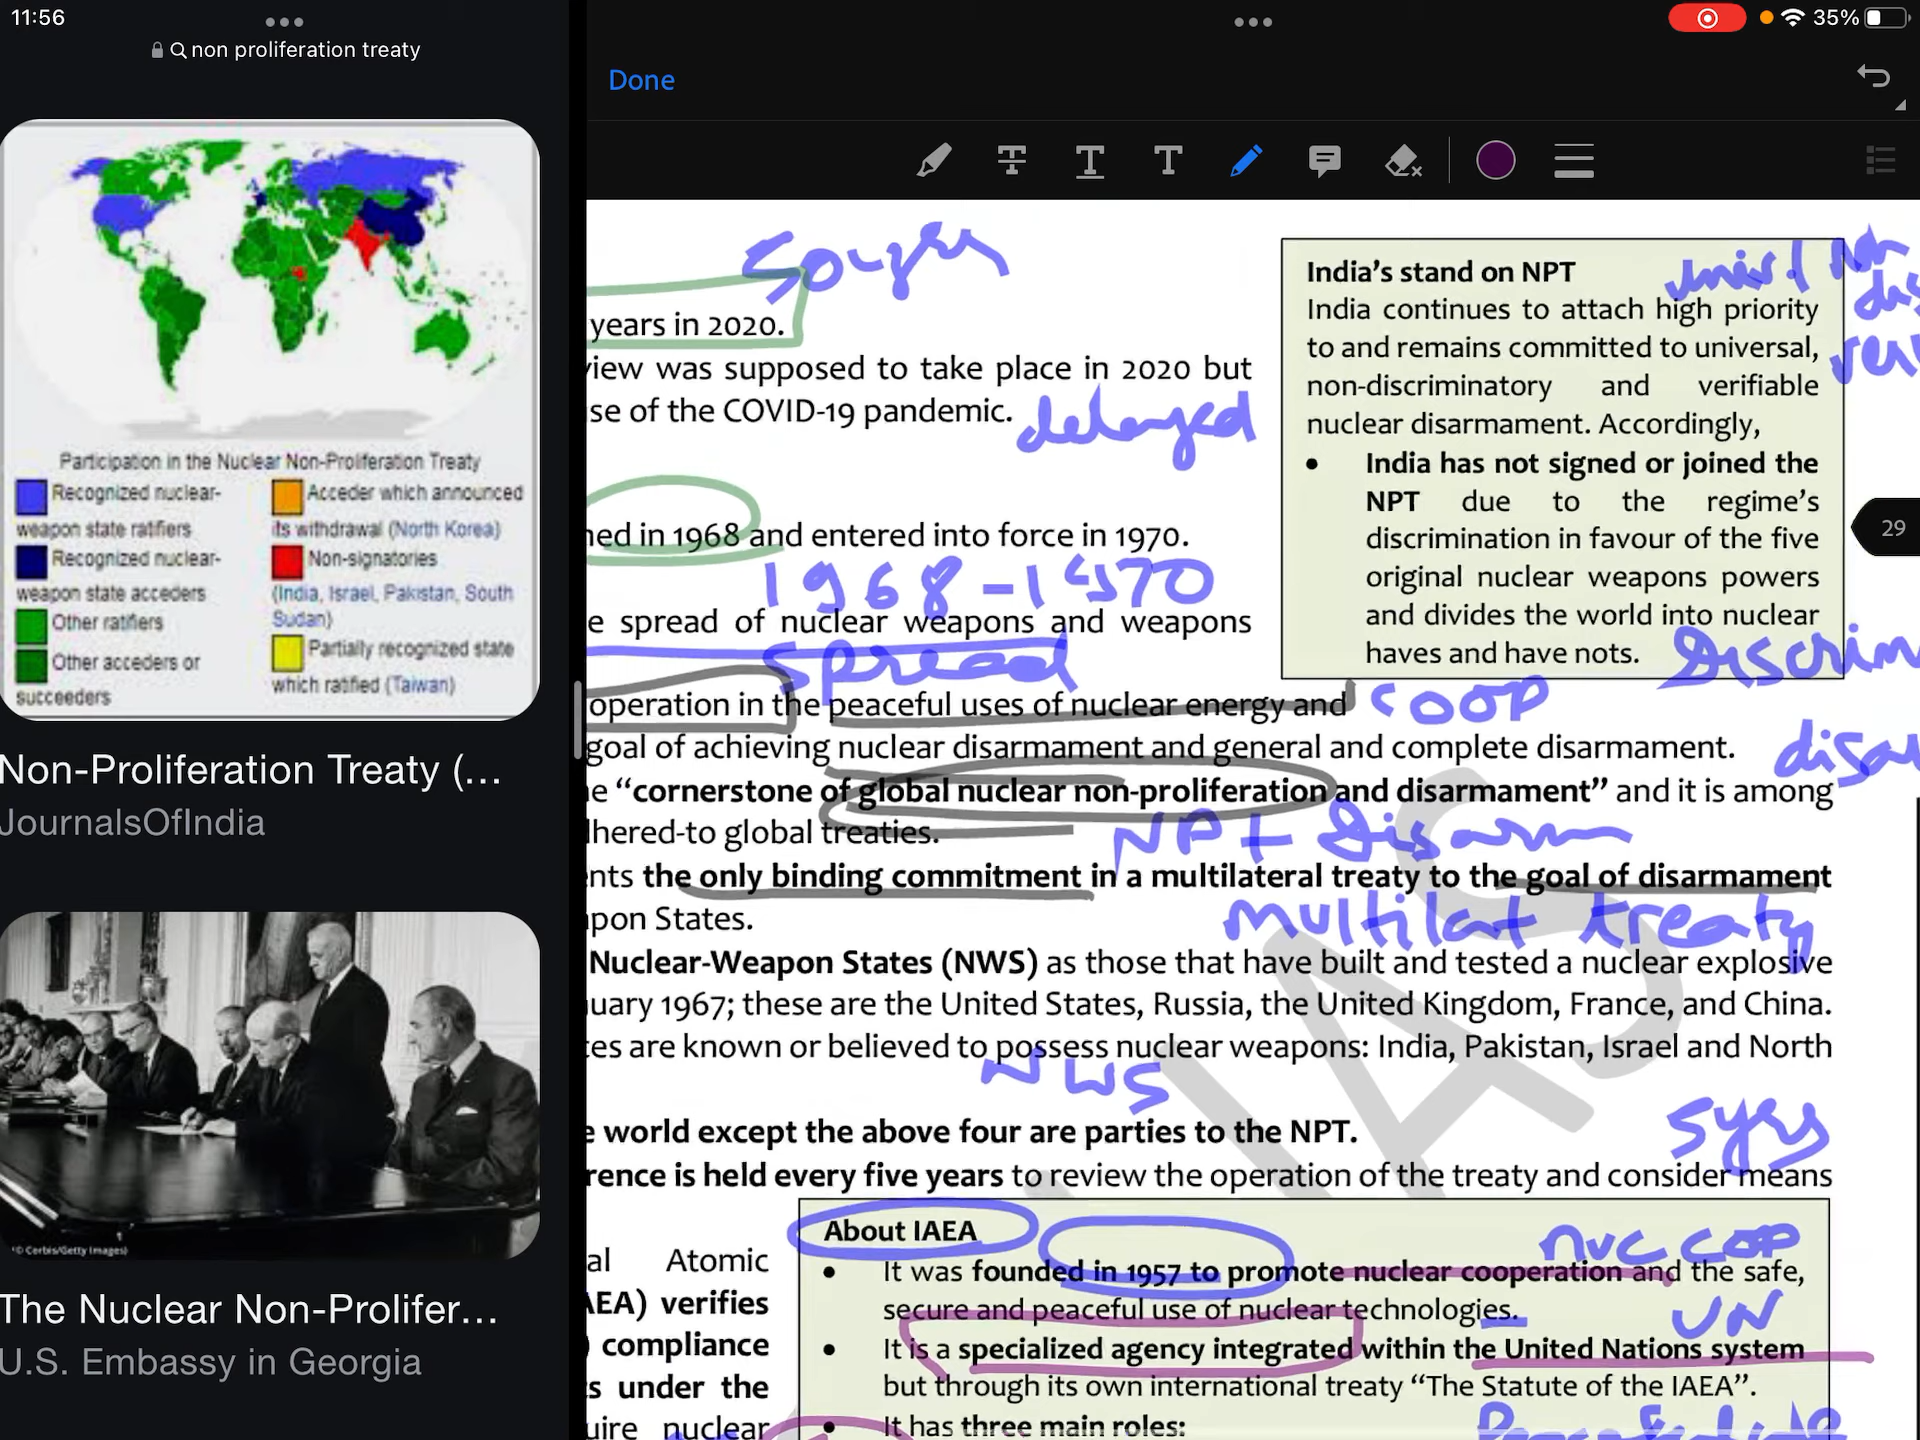 11:56
non proliferation treaty
35%
Done
Participation in the Nuclear Non-Proliferation Treaty
Recognized nuclear-
weapon state ratifiers
Recognized nuclear-
weapon state acceders
Other ratifiers
Other acceders or
succeeders
Acceder which announced
its withdrawal (North Korea)
Non-signatories
(India, Israel, Pakistan, South
Sudan)
Partially recognized state
which ratified (Taiwan)
Non-Proliferation Treaty (...
JournalsOfIndia
© Corbis/Getty Images)
The Nuclear Non-Prolifer...
U.S. Embassy in Georgia
years in 2020.
view was supposed to take place in 2020 but
se of the COVID-19 pandemic.
delayed
ned in 1968 and entered into force in 1970.
1968-1970
e spread of nuclear weapons and weapons
spread
operation in the peaceful uses of nuclear energy and
coop
goal of achieving nuclear disarmament and general and complete disarmament.
disar
e “cornerstone of global nuclear non-proliferation and disarmament” and it is among
dhered-to global treaties.
NPT Disarm
ents the only binding commitment in a multilateral treaty to the goal of disarmament
apon States.
multilat treaty
Nuclear-Weapon States (NWS) as those that have built and tested a nuclear explosive
uary 1967; these are the United States, Russia, the United Kingdom, France, and China.
tes are known or believed to possess nuclear weapons: India, Pakistan, Israel and North
NWS
e world except the above four are parties to the NPT.
5yrs
rence is held every five years to review the operation of the treaty and consider means
India’s stand on NPT
India continues to attach high priority
to and remains committed to universal,
non-discriminatory and verifiable
nuclear disarmament. Accordingly,
• India has not signed or joined the
NPT due to the regime’s
discrimination in favour of the five
original nuclear weapons powers
and divides the world into nuclear
haves and have nots.
Discrim
29
al Atomic
AEA) verifies
) compliance
s under the
uire nuclear
About IAEA
nuc cop
• It was founded in 1957 to promote nuclear cooperation and the safe,
secure and peaceful use of nuclear technologies.
UN
• It is a specialized agency integrated within the United Nations system
but through its own international treaty “The Statute of the IAEA”.
• It has three main roles:
IAS